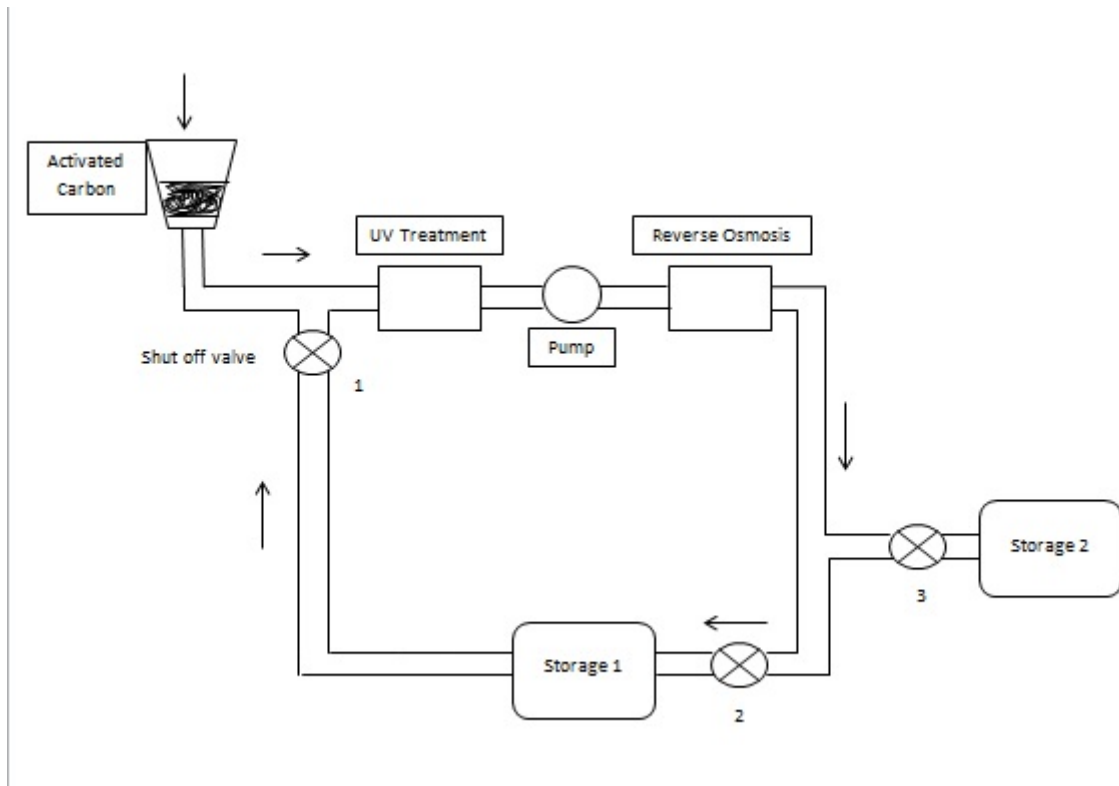 Activated
Carbon
UV Treatment
Reverse Osmosis
Pump
Shut off valve
1
Storage 2
3
Storage 1
2